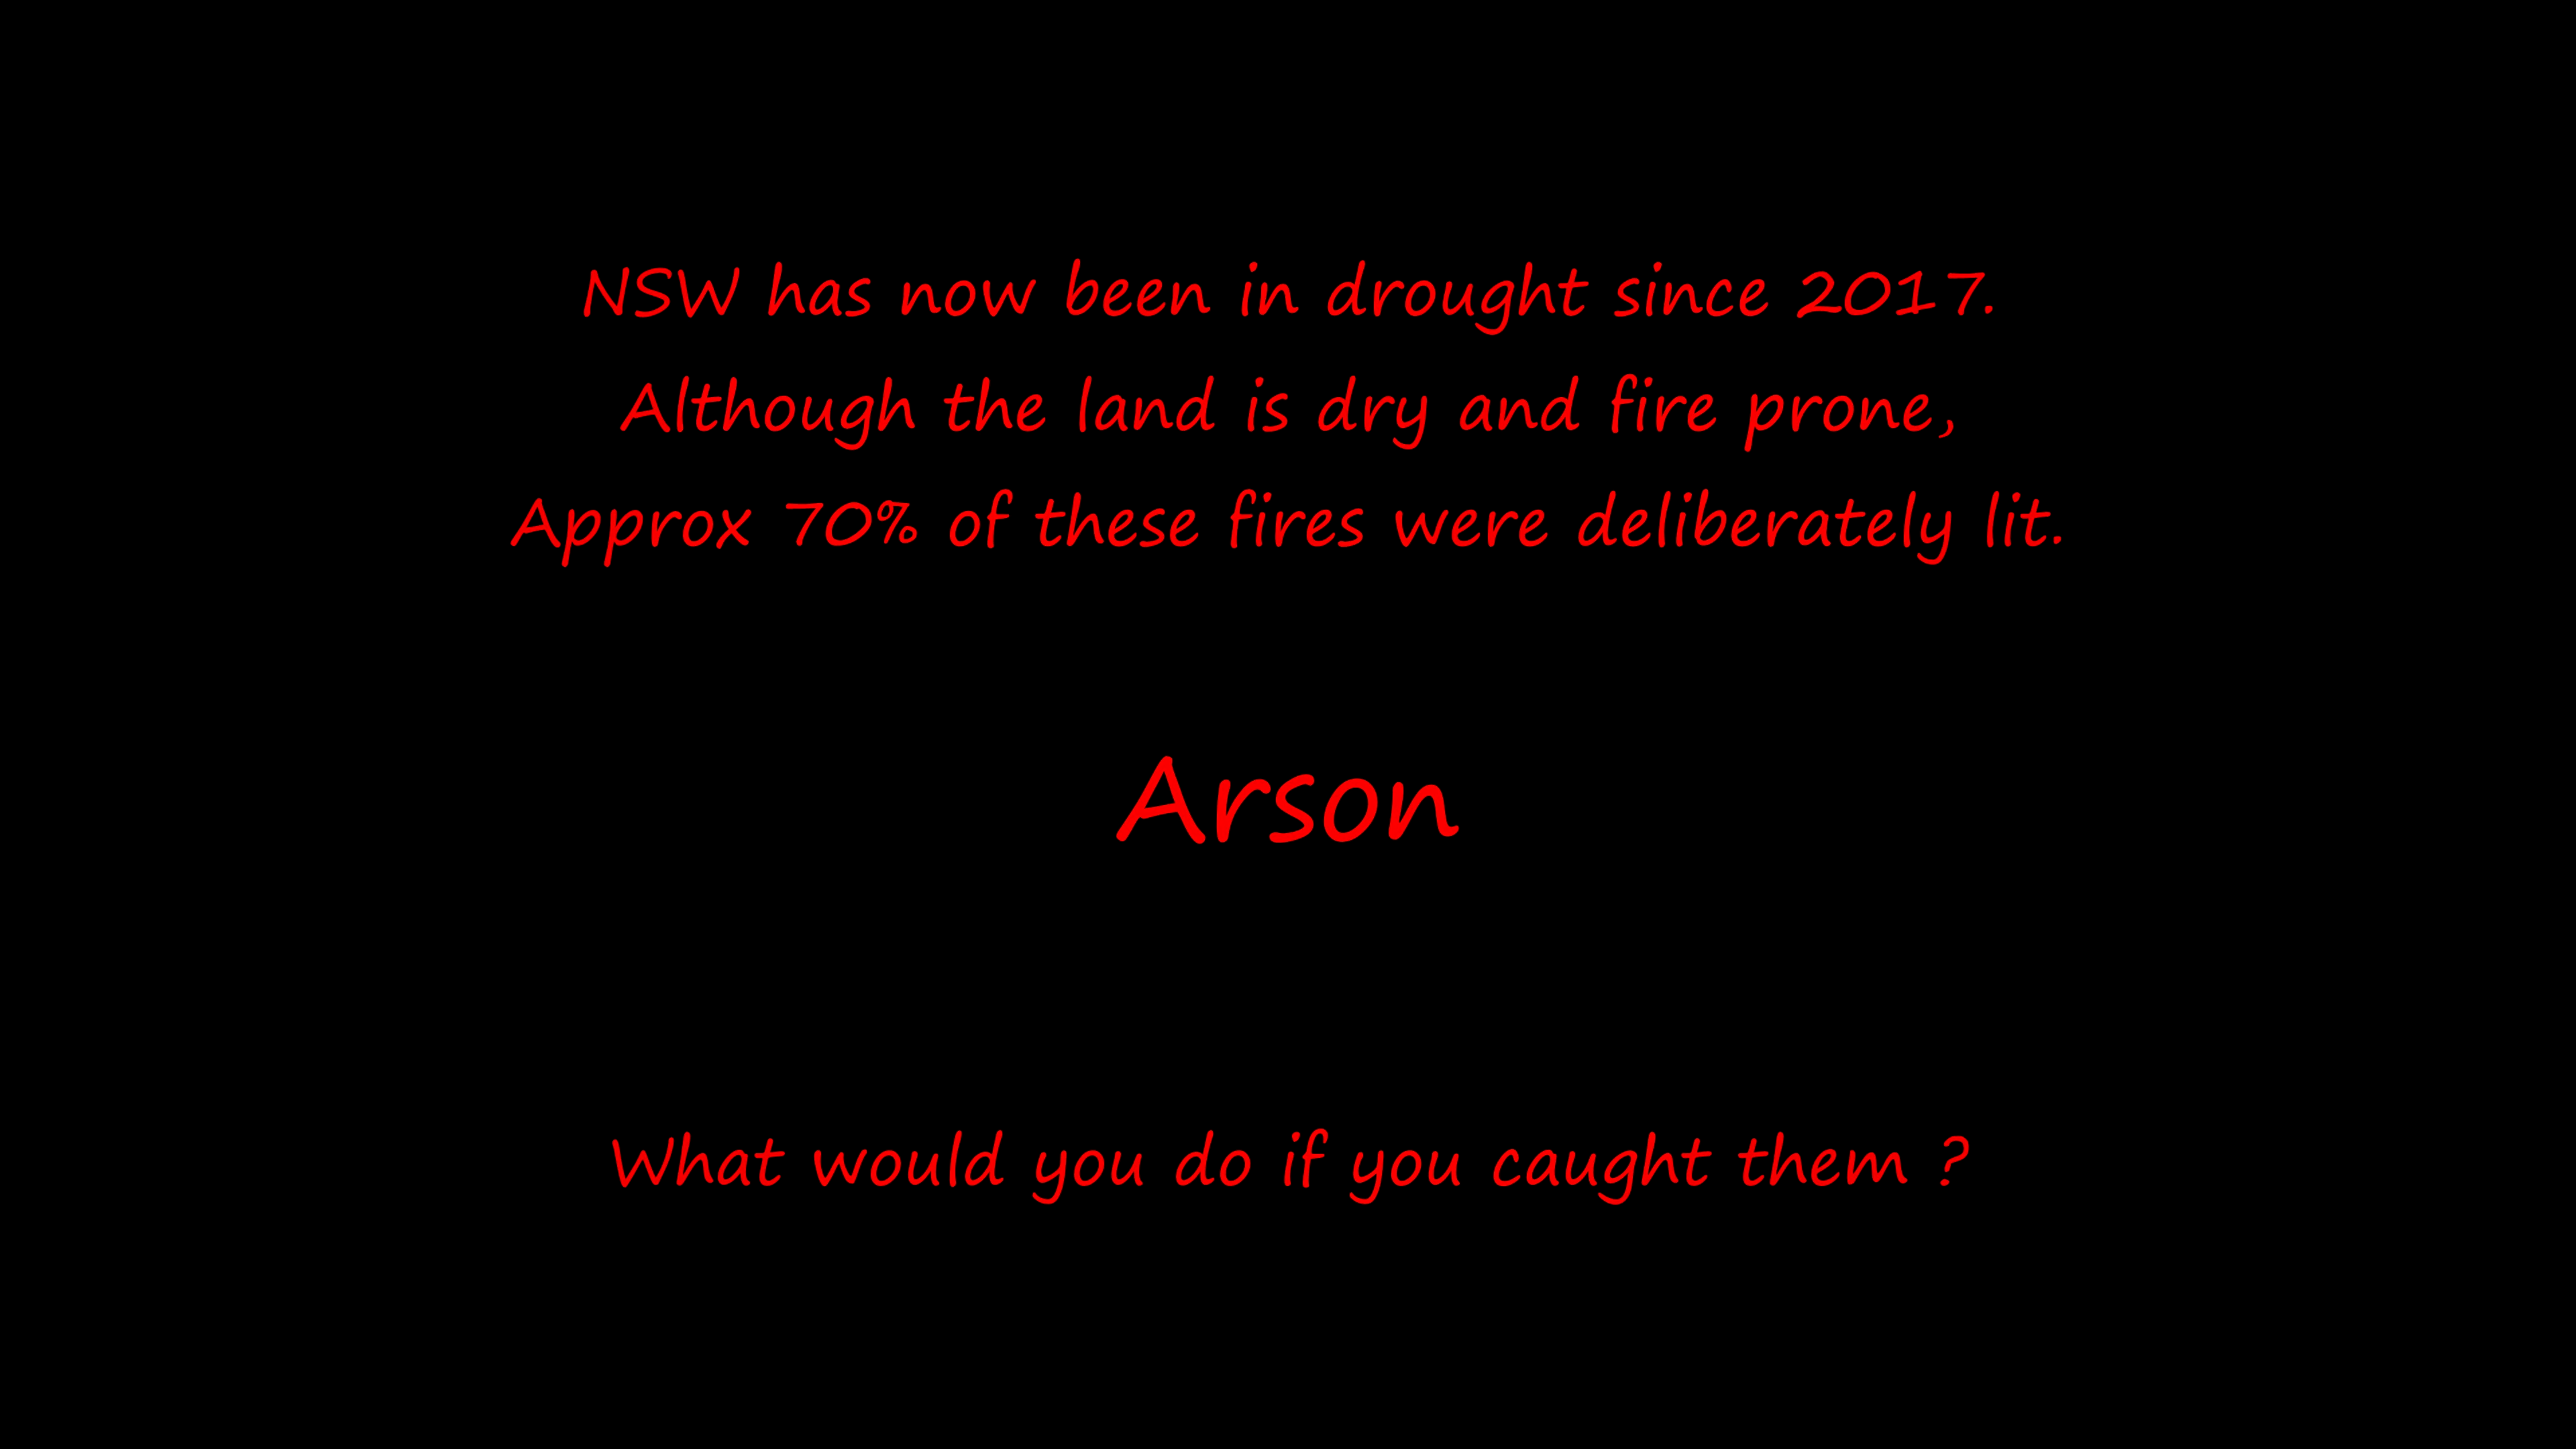 NSW has now been in drought since 2017.
Although the land is dry and fire prone,
Approx 70% of these fires were deliberately lit.
Arson
What would you do if you caught them ?